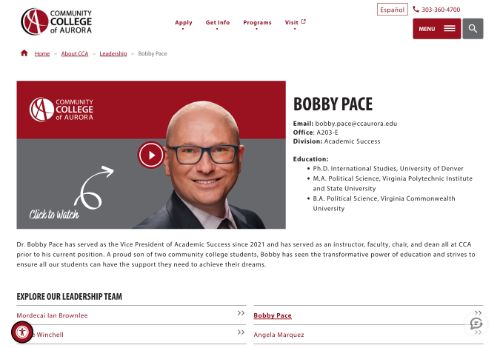 COMMUNITY
COLLEGE
of AURORA
Apply
Get Info
Programs
Visit
Español
303-360-4700
MENU
Home – About CCA – Leadership – Bobby Pace
COMMUNITY
COLLEGE
of AURORA
Click to Watch
BOBBY PACE
Email: bobby.pace@ccaurora.edu
Office: A203-E
Division: Academic Success
Education:
• Ph.D. International Studies, University of Denver
• M.A. Political Science, Virginia Polytechnic Institute
and State University
• B.A. Political Science, Virginia Commonwealth
University
Dr. Bobby Pace has served as the Vice President of Academic Success since 2021 and has served as an instructor, faculty, chair, and dean all at CCA
prior to his current position. A proud son of two community college students, Bobby has seen the transformative power of education and strives to
ensure all our students can have the support they need to achieve their dreams.
EXPLORE OUR LEADERSHIP TEAM
Mordecai Ian Brownlee
Bobby Pace
Winchell
Angela Marquez